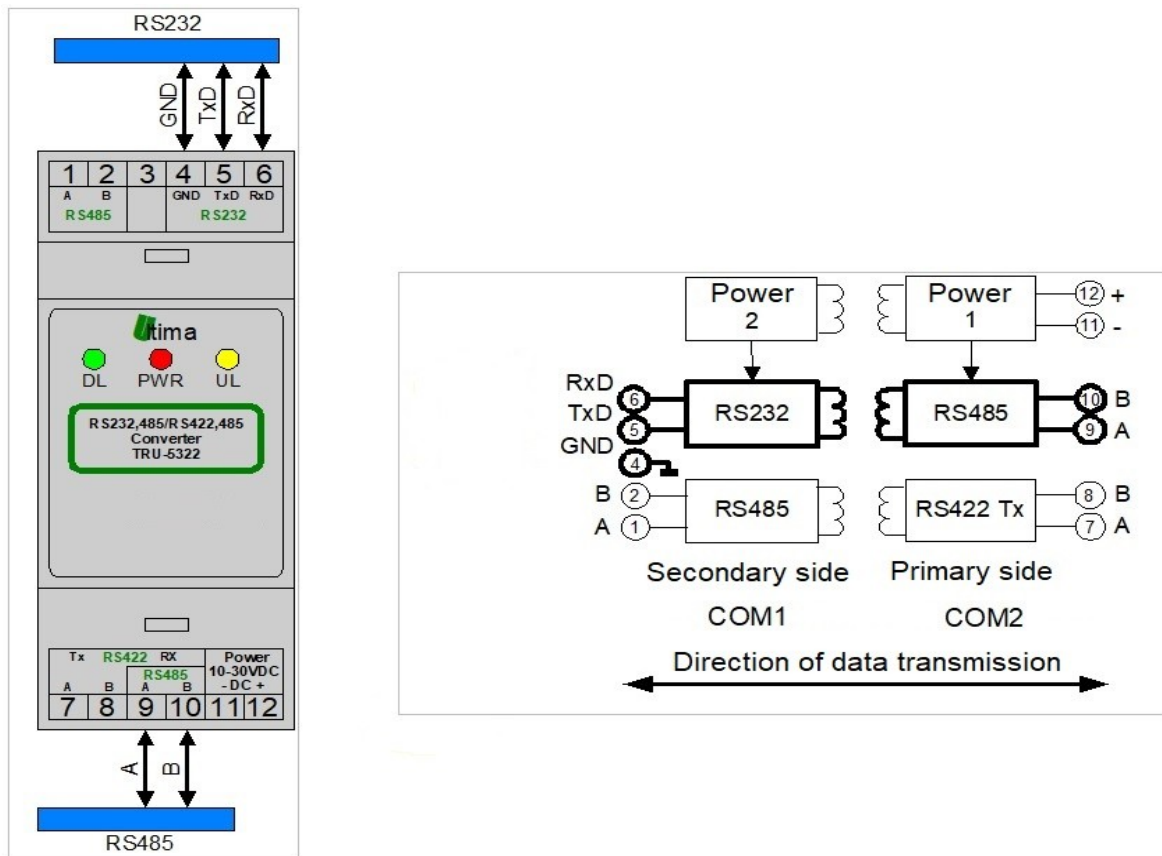 RS232
GND TxD RxD
1 2 3 4 5 6
A B GND TxD RxD
RS485 RS232
Ultima
DL PWR UL
RS232,485/RS422,485
Converter
TRU-5322
Tx RS422 RX Power
RS485 10-30VDC
A B A B - DC +
7 8 9 10 11 12
A B
RS485
Power 2
Power 1
12 +
11 -
RxD 6
TxD 5
GND 4
RS232
RS485
10 B
9 A
B 2
A 1
RS485
RS422 Tx
8 B
7 A
Secondary side Primary side
COM1 COM2
Direction of data transmission